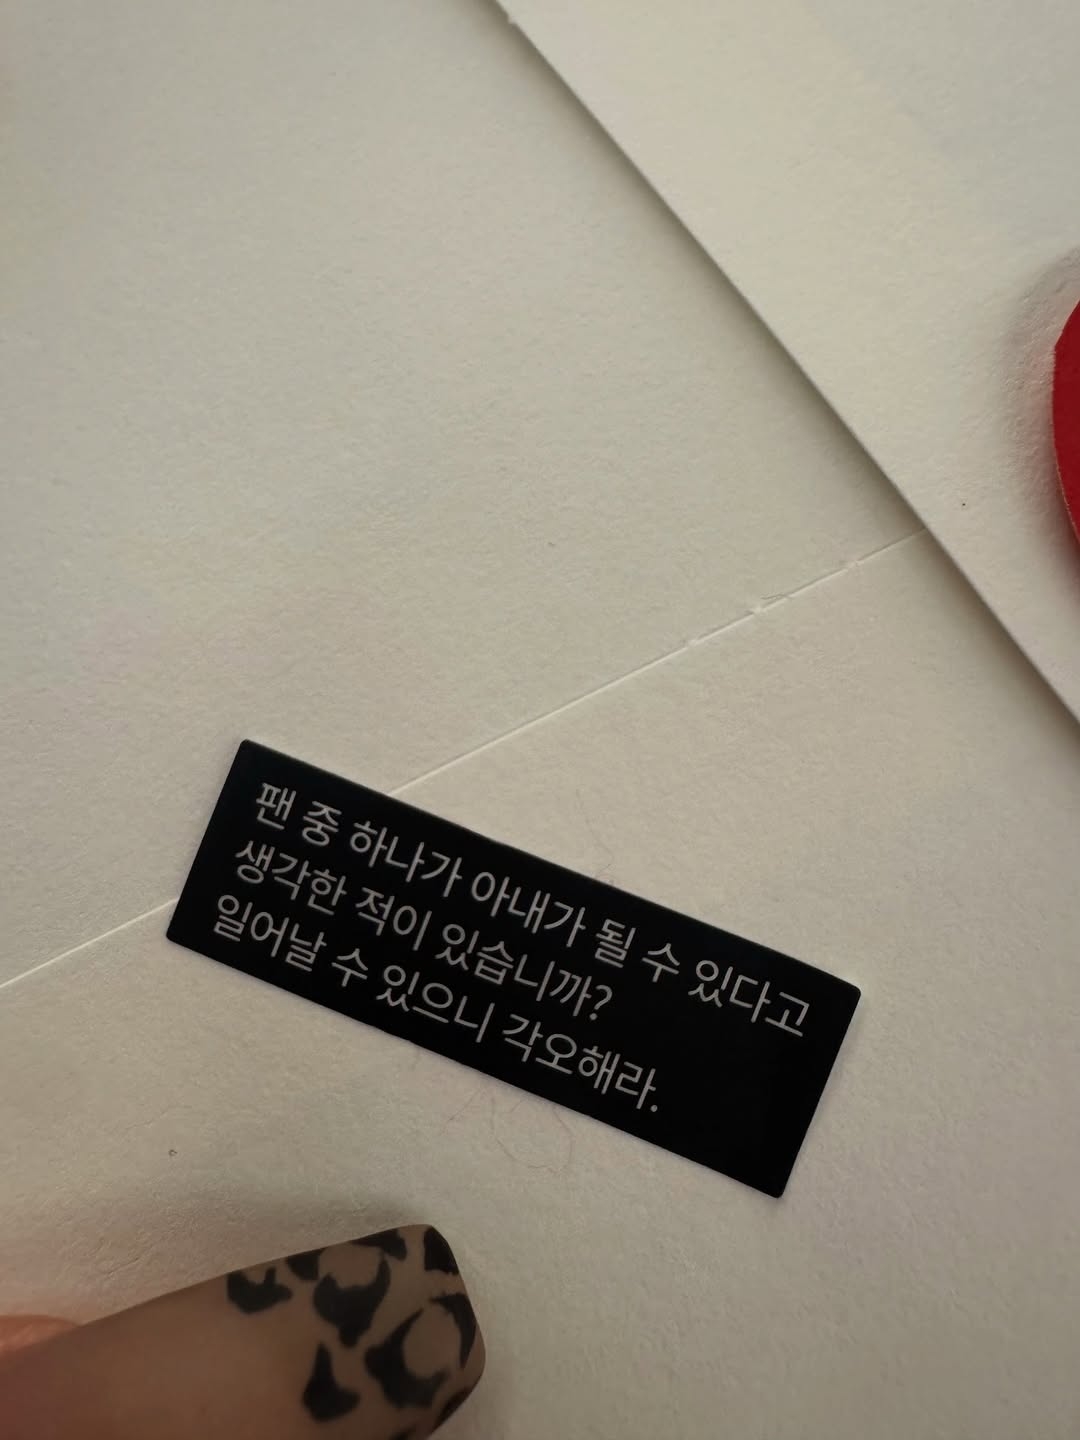 팬 중 하나가 아내가 될 수 있다고
생각한 적이 있습니까?
일어날 수 있으니 각오해라.